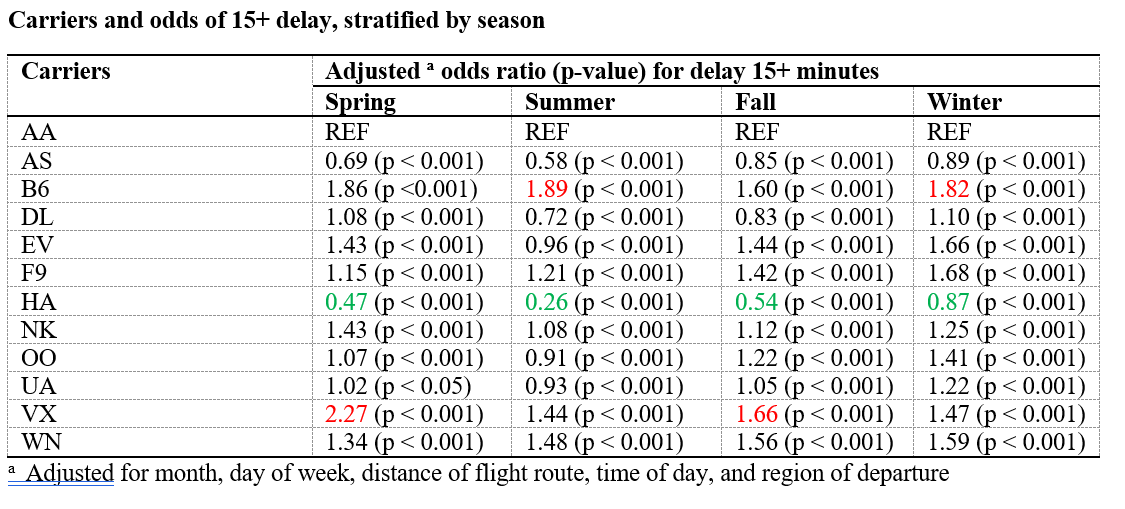 Carriers and odds of 15+ delay, stratified by season
Carriers Adjusted ᵃ odds ratio (p-value) for delay 15+ minutes
Spring Summer Fall Winter
AA REF REF REF REF
AS 0.69 (p < 0.001) 0.58 (p < 0.001) 0.85 (p < 0.001) 0.89 (p < 0.001)
B6 1.86 (p <0.001) 1.89 (p < 0.001) 1.60 (p < 0.001) 1.82 (p < 0.001)
DL 1.08 (p < 0.001) 0.72 (p < 0.001) 0.83 (p < 0.001) 1.10 (p < 0.001)
EV 1.43 (p < 0.001) 0.96 (p < 0.001) 1.44 (p < 0.001) 1.66 (p < 0.001)
F9 1.15 (p < 0.001) 1.21 (p < 0.001) 1.42 (p < 0.001) 1.68 (p < 0.001)
HA 0.47 (p < 0.001) 0.26 (p < 0.001) 0.54 (p < 0.001) 0.87 (p < 0.001)
NK 1.43 (p < 0.001) 1.08 (p < 0.001) 1.12 (p < 0.001) 1.25 (p < 0.001)
OO 1.07 (p < 0.001) 0.91 (p < 0.001) 1.22 (p < 0.001) 1.41 (p < 0.001)
UA 1.02 (p < 0.05) 0.93 (p < 0.001) 1.05 (p < 0.001) 1.22 (p < 0.001)
VX 2.27 (p < 0.001) 1.44 (p < 0.001) 1.66 (p < 0.001) 1.47 (p < 0.001)
WN 1.34 (p < 0.001) 1.48 (p < 0.001) 1.56 (p < 0.001) 1.59 (p < 0.001)
ᵃ Adjusted for month, day of week, distance of flight route, time of day, and region of departure